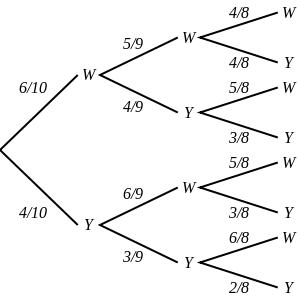 4/8 W
5/9 W
4/8 Y
6/10 W
5/8 W
4/9 Y
3/8 Y
5/8 W
6/9 W
4/10 Y
3/8 Y
3/9 Y
6/8 W
2/8 Y